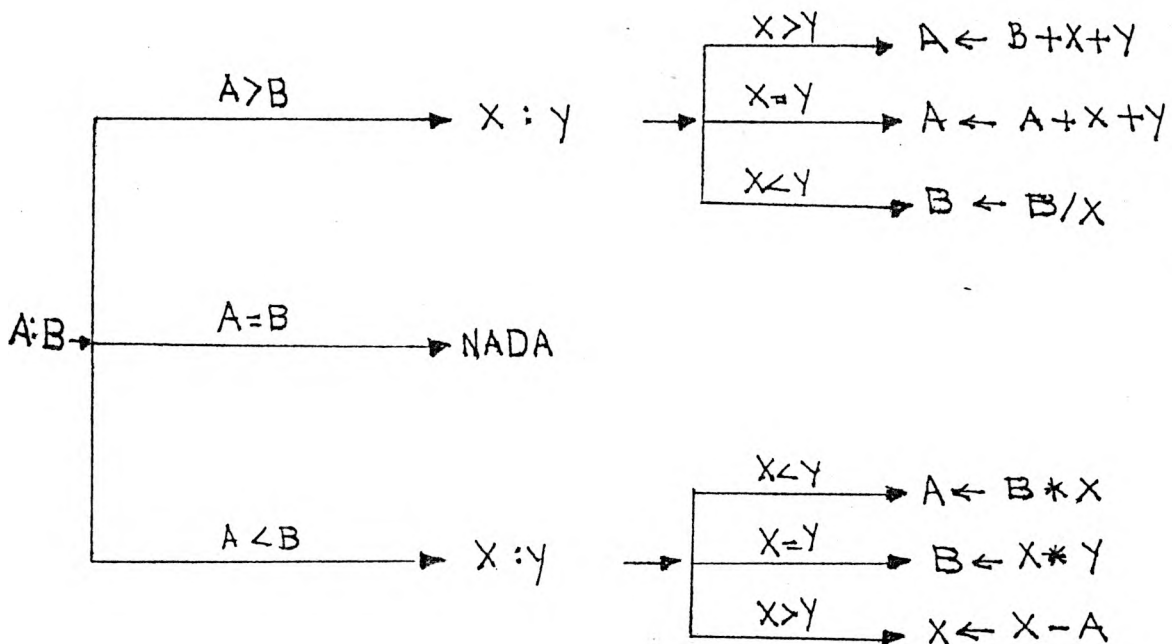 X>Y
A ← B+X+Y
A>B
X : Y
X=Y
A ← A+X+Y
X<Y
B ← B/X
A:B
A=B
NADA
X<Y
A ← B * X
A<B
X : Y
X=Y
B ← X * Y
X>Y
X ← X - A